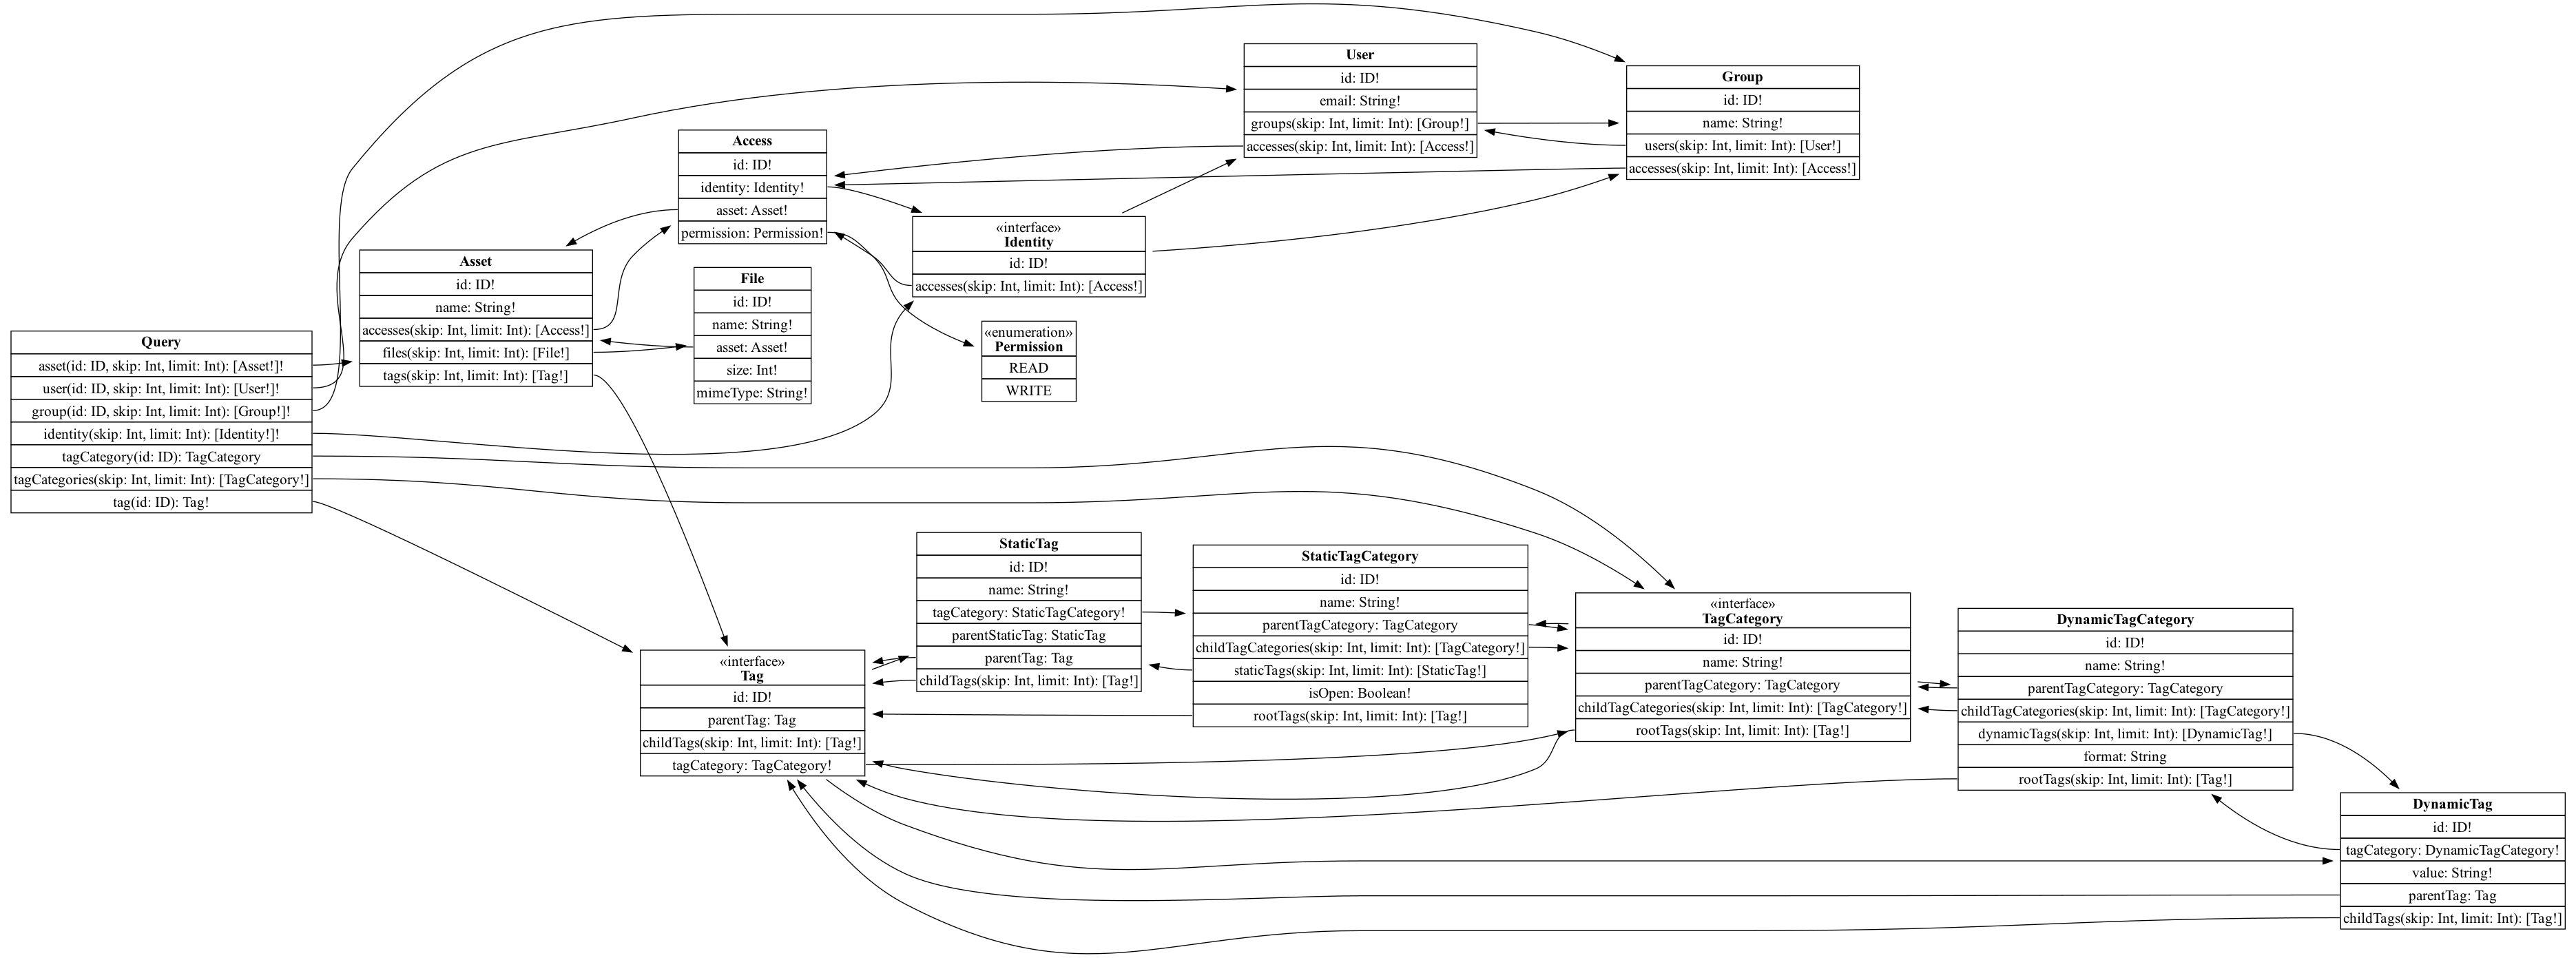 Query
asset(id: ID, skip: Int, limit: Int): [Asset!]!
user(id: ID, skip: Int, limit: Int): [User!]!
group(id: ID, skip: Int, limit: Int): [Group!]!
identity(skip: Int, limit: Int): [Identity!]!
tagCategory(id: ID): TagCategory
tagCategories(skip: Int, limit: Int): [TagCategory!]
tag(id: ID): Tag!
Asset
id: ID!
name: String!
accesses(skip: Int, limit: Int): [Access!]
files(skip: Int, limit: Int): [File!]
tags(skip: Int, limit: Int): [Tag!]
Access
id: ID!
identity: Identity!
asset: Asset!
permission: Permission!
File
id: ID!
name: String!
asset: Asset!
size: Int!
mimeType: String!
«interface»
Identity
id: ID!
accesses(skip: Int, limit: Int): [Access!]
«enumeration»
Permission
READ
WRITE
User
id: ID!
email: String!
groups(skip: Int, limit: Int): [Group!]
accesses(skip: Int, limit: Int): [Access!]
Group
id: ID!
name: String!
users(skip: Int, limit: Int): [User!]
accesses(skip: Int, limit: Int): [Access!]
«interface»
Tag
id: ID!
parentTag: Tag
childTags(skip: Int, limit: Int): [Tag!]
tagCategory: TagCategory!
StaticTag
id: ID!
name: String!
tagCategory: StaticTagCategory!
parentStaticTag: StaticTag
parentTag: Tag
childTags(skip: Int, limit: Int): [Tag!]
StaticTagCategory
id: ID!
name: String!
parentTagCategory: TagCategory
childTagCategories(skip: Int, limit: Int): [TagCategory!]
staticTags(skip: Int, limit: Int): [StaticTag!]
isOpen: Boolean!
rootTags(skip: Int, limit: Int): [Tag!]
«interface»
TagCategory
id: ID!
name: String!
parentTagCategory: TagCategory
childTagCategories(skip: Int, limit: Int): [TagCategory!]
rootTags(skip: Int, limit: Int): [Tag!]
DynamicTagCategory
id: ID!
name: String!
parentTagCategory: TagCategory
childTagCategories(skip: Int, limit: Int): [TagCategory!]
dynamicTags(skip: Int, limit: Int): [DynamicTag!]
format: String
rootTags(skip: Int, limit: Int): [Tag!]
DynamicTag
id: ID!
tagCategory: DynamicTagCategory!
value: String!
parentTag: Tag
childTags(skip: Int, limit: Int): [Tag!]